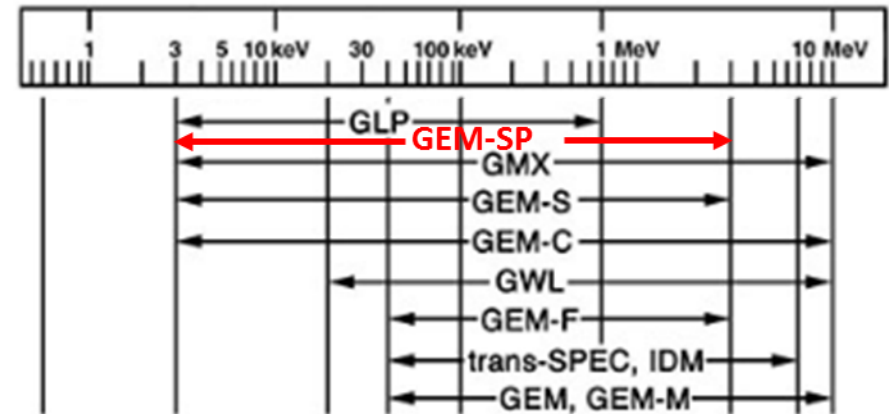 1 3 5 10 keV 30 100 keV 1 MeV 10 MeV
GLP
GEM-SP
GMX
GEM-S
GEM-C
GWL
GEM-F
trans-SPEC, IDM
GEM, GEM-M